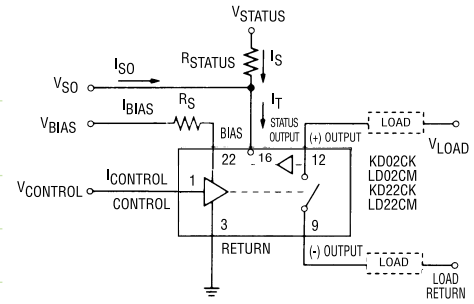 VSTATUS
RSTATUS
IS
VSO
ISO
IT
IBIAS
RS
VBIAS
BIAS
STATUS
OUTPUT
(+) OUTPUT
LOAD
VLOAD
22
16
12
KD02CK
LD02CM
KD22CK
LD22CM
VCONTROL
ICONTROL
CONTROL
1
3
9
RETURN
(-) OUTPUT
LOAD
LOAD
RETURN